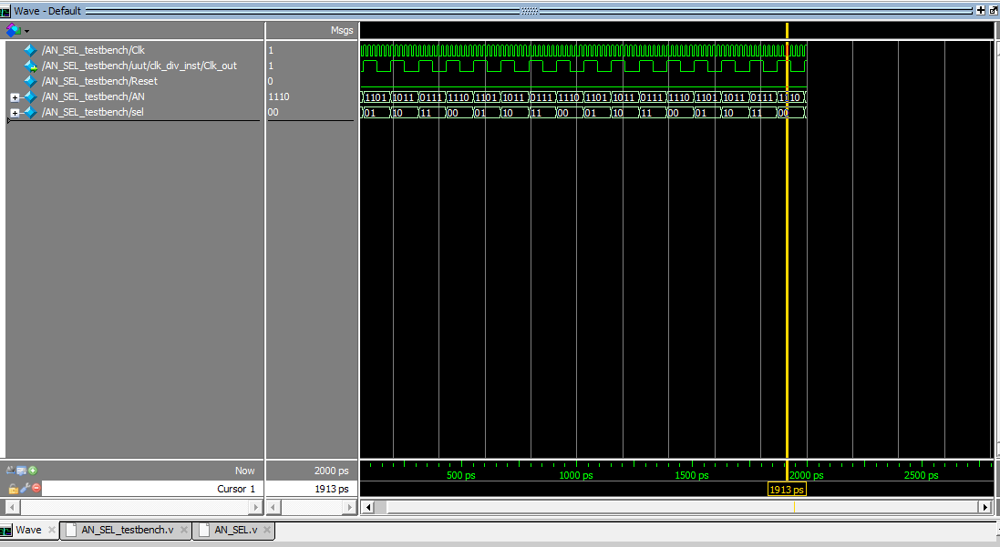 Wave - Default
Msgs
/AN_SEL_testbench/Clk 1
/AN_SEL_testbench/uut/clk_div_inst/Clk_out 1
/AN_SEL_testbench/Reset 0
/AN_SEL_testbench/AN 1110 1101 1011 0111 1110 1101 1011 0111 1110 1101 1011 0111 1110 1101 1011 0111 1110
/AN_SEL_testbench/sel 00 01 10 11 00 01 10 11 00 01 10 11 00 01 10 11 00
Now 2000 ps 500 ps 1000 ps 1500 ps 2000 ps 2500 ps
Cursor 1 1913 ps 1913 ps
Wave AN_SEL_testbench.v AN_SEL.v